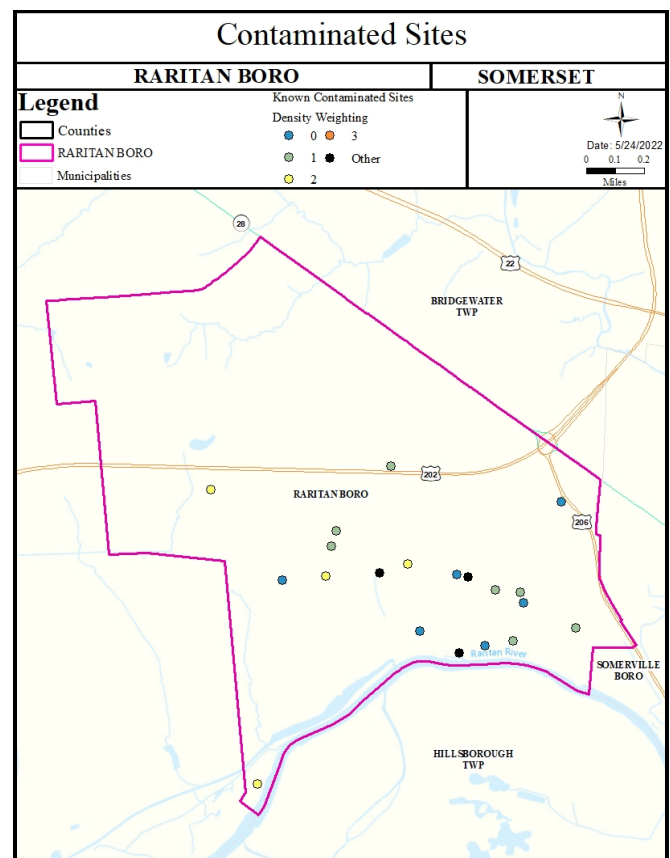 Contaminated Sites
RARITAN BORO
SOMERSET
Legend
Counties
RARITAN BORO
Municipalities
Known Contaminated Sites
Density Weighting
0
3
1
Other
2
N
Date: 5/24/2022
0 0.1 0.2
Miles
28
22
BRIDGEWATER
TWP
202
RARITAN BORO
206
Raritan River
SOMERVILLE
BORO
HILLSBOROUGH
TWP